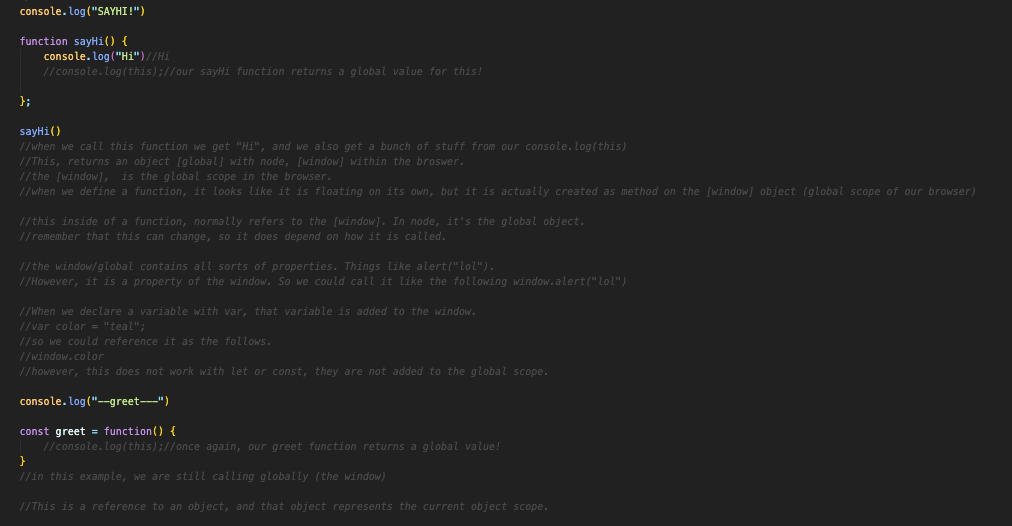 console.log("SAYHI!")
function sayHi() {
console.log("Hi")//Hi
//console.log(this);//our sayHi function returns a global value for this!
};
sayHi()
//when we call this function we get "Hi", and we also get a bunch of stuff from our console.log(this)
//This, returns an object [global] with node, [window] within the broswer.
//the [window],  is the global scope in the browser.
//when we define a function, it looks like it is floating on its own, but it is actually created as method on the [window] object (global scope of our browser)
//this inside of a function, normally refers to the [window]. In node, it's the global object.
//remember that this can change, so it does depend on how it is called.
//the window/global contains all sorts of properties. Things like alert("lol").
//However, it is a property of the window. So we could call it like the following window.alert("lol")
//When we declare a variable with var, that variable is added to the window.
//var color = "teal";
//so we could reference it as the follows.
//window.color
//however, this does not work with let or const, they are not added to the global scope.
console.log("--greet---")
const greet = function() {
//console.log(this);//once again, our greet function returns a global value!
}
//in this example, we are still calling globally (the window)
//This is a reference to an object, and that object represents the current object scope.